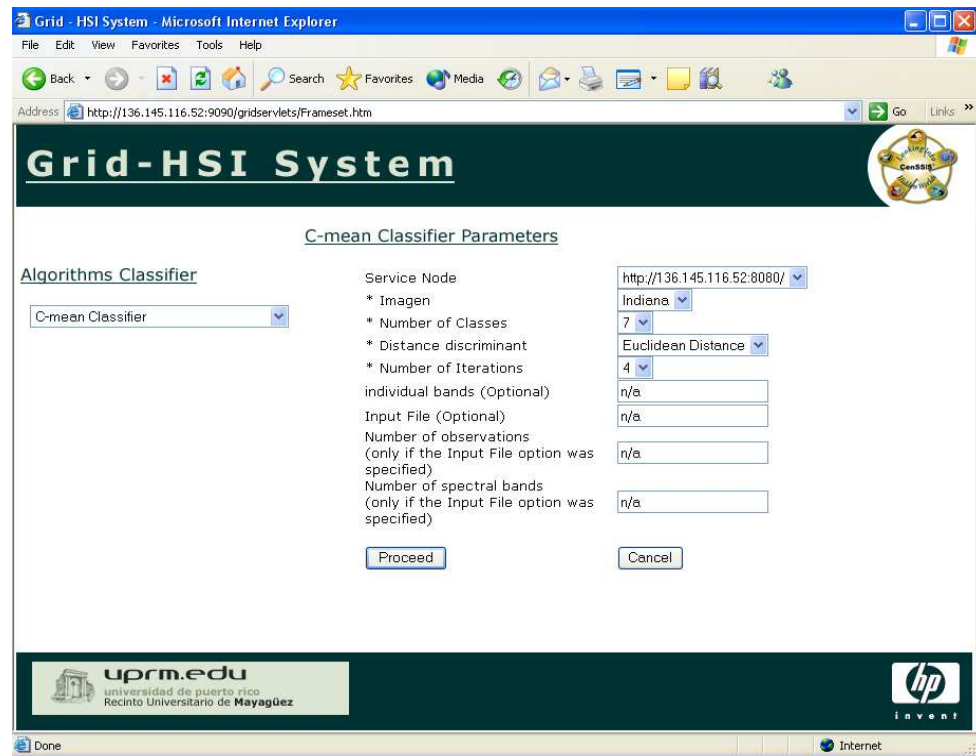 Grid - HSI System - Microsoft Internet Explorer
File Edit View Favorites Tools Help
Back Search Favorites Media
Address http://136.145.116.52:9090/gridservlets/Frameset.htm Go Links »
Grid-HSI System
CenSSIS
C-mean Classifier Parameters
Algorithms Classifier
C-mean Classifier
Service Node http://136.145.116.52:8080/
* Imagen Indiana
* Number of Classes 7
* Distance discriminant Euclidean Distance
* Number of Iterations 4
individual bands (Optional) n/a
Input File (Optional) n/a
Number of observations
(only if the Input File option was n/a
specified)
Number of spectral bands
(only if the Input File option was n/a
specified)
Proceed Cancel
uprm.edu
universidad de puerto rico
Recinto Universitario de Mayagüez
hp
invent
Done Internet